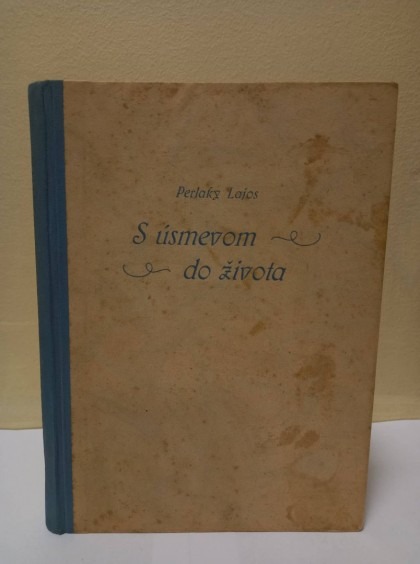 Perlaky Lajos
S úsmevom
do života